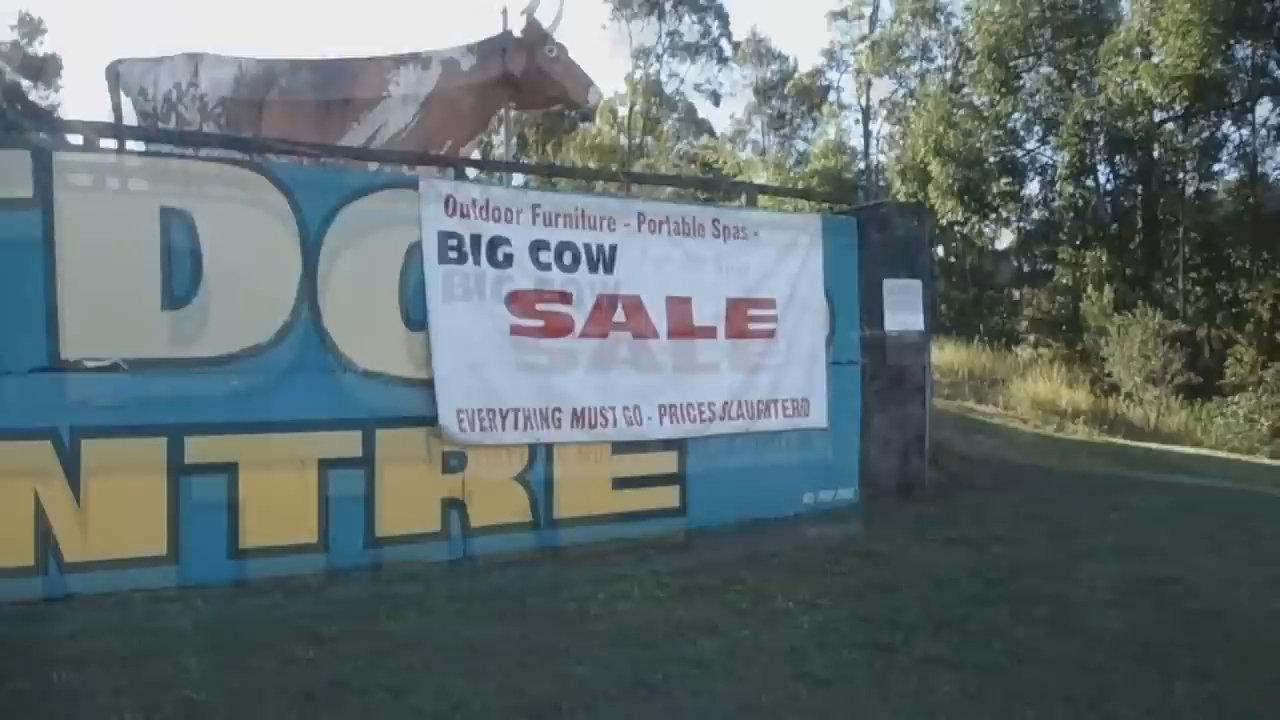 DO
Outdoor Furniture - Portable Spas -
BIG COW
SALE
EVERYTHING MUST GO - PRICES SLAUGHTERD
NTRE